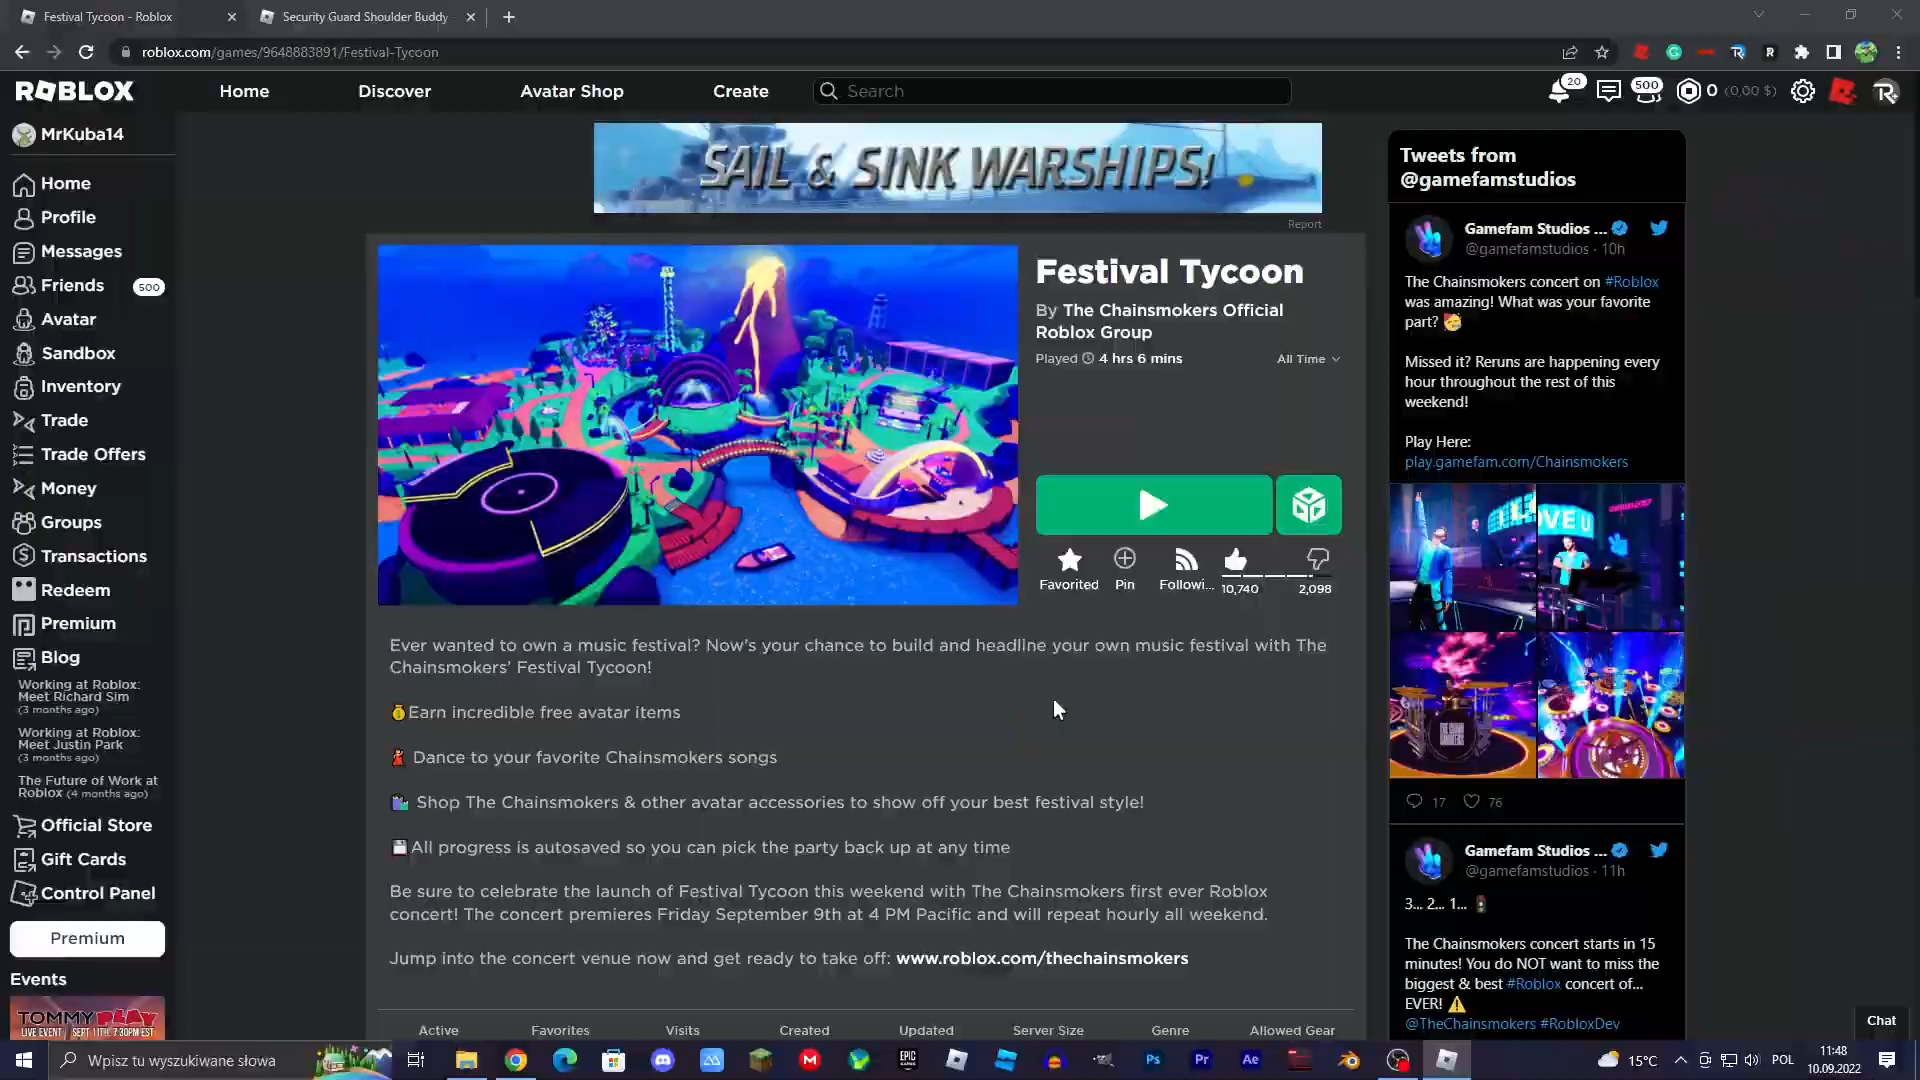 Festival Tycoon - Roblox
Security Guard Shoulder Buddy
roblox.com/games/9648883891/Festival-Tycoon
ROBLOX
Home
Discover
Avatar Shop
Create
Search
20
500
0 (0,00 $)
MrKuba14
Home
Profile
Messages
Friends
500
Avatar
Sandbox
Inventory
Trade
Trade Offers
Money
Groups
Transactions
Redeem
Premium
Blog
Working at Roblox:
Meet Richard Sim
(3 months ago)
Working at Roblox:
Meet Justin Park
(3 months ago)
The Future of Work at
Roblox (4 months ago)
Official Store
Gift Cards
Control Panel
Premium
Events
TOMMY PLAY
LIVE EVENT / SEPT 11TH, 7:30PM EST
SAIL & SINK WARSHIPS!
Report
Festival Tycoon
By The Chainsmokers Official
Roblox Group
Played 4 hrs 6 mins
All Time
Favorited
Pin
Followi...
10,740
2,098
Ever wanted to own a music festival? Now's your chance to build and headline your own music festival with The
Chainsmokers' Festival Tycoon!
💰Earn incredible free avatar items
💃 Dance to your favorite Chainsmokers songs
🛍 Shop The Chainsmokers & other avatar accessories to show off your best festival style!
💾All progress is autosaved so you can pick the party back up at any time
Be sure to celebrate the launch of Festival Tycoon this weekend with The Chainsmokers first ever Roblox
concert! The concert premieres Friday September 9th at 4 PM Pacific and will repeat hourly all weekend.
Jump into the concert venue now and get ready to take off: www.roblox.com/thechainsmokers
Active
Favorites
Visits
Created
Updated
Server Size
Genre
Allowed Gear
Tweets from
@gamefamstudios
Gamefam Studios ...
@gamefamstudios · 10h
The Chainsmokers concert on #Roblox
was amazing! What was your favorite
part? 🥳
Missed it? Reruns are happening every
hour throughout the rest of this
weekend!
Play Here:
play.gamefam.com/Chainsmokers
OVE U
17
76
Gamefam Studios ...
@gamefamstudios · 11h
3... 2... 1... 🚦
The Chainsmokers concert starts in 15
minutes! You do NOT want to miss the
biggest & best #Roblox concert of...
EVER! ⚠️
@TheChainsmokers #RobloxDev
Chat
Wpisz tu wyszukiwane słowa
EPIC
GAMES
Ps
Pr
Ae
15°C
POL
11:48
10.09.2022